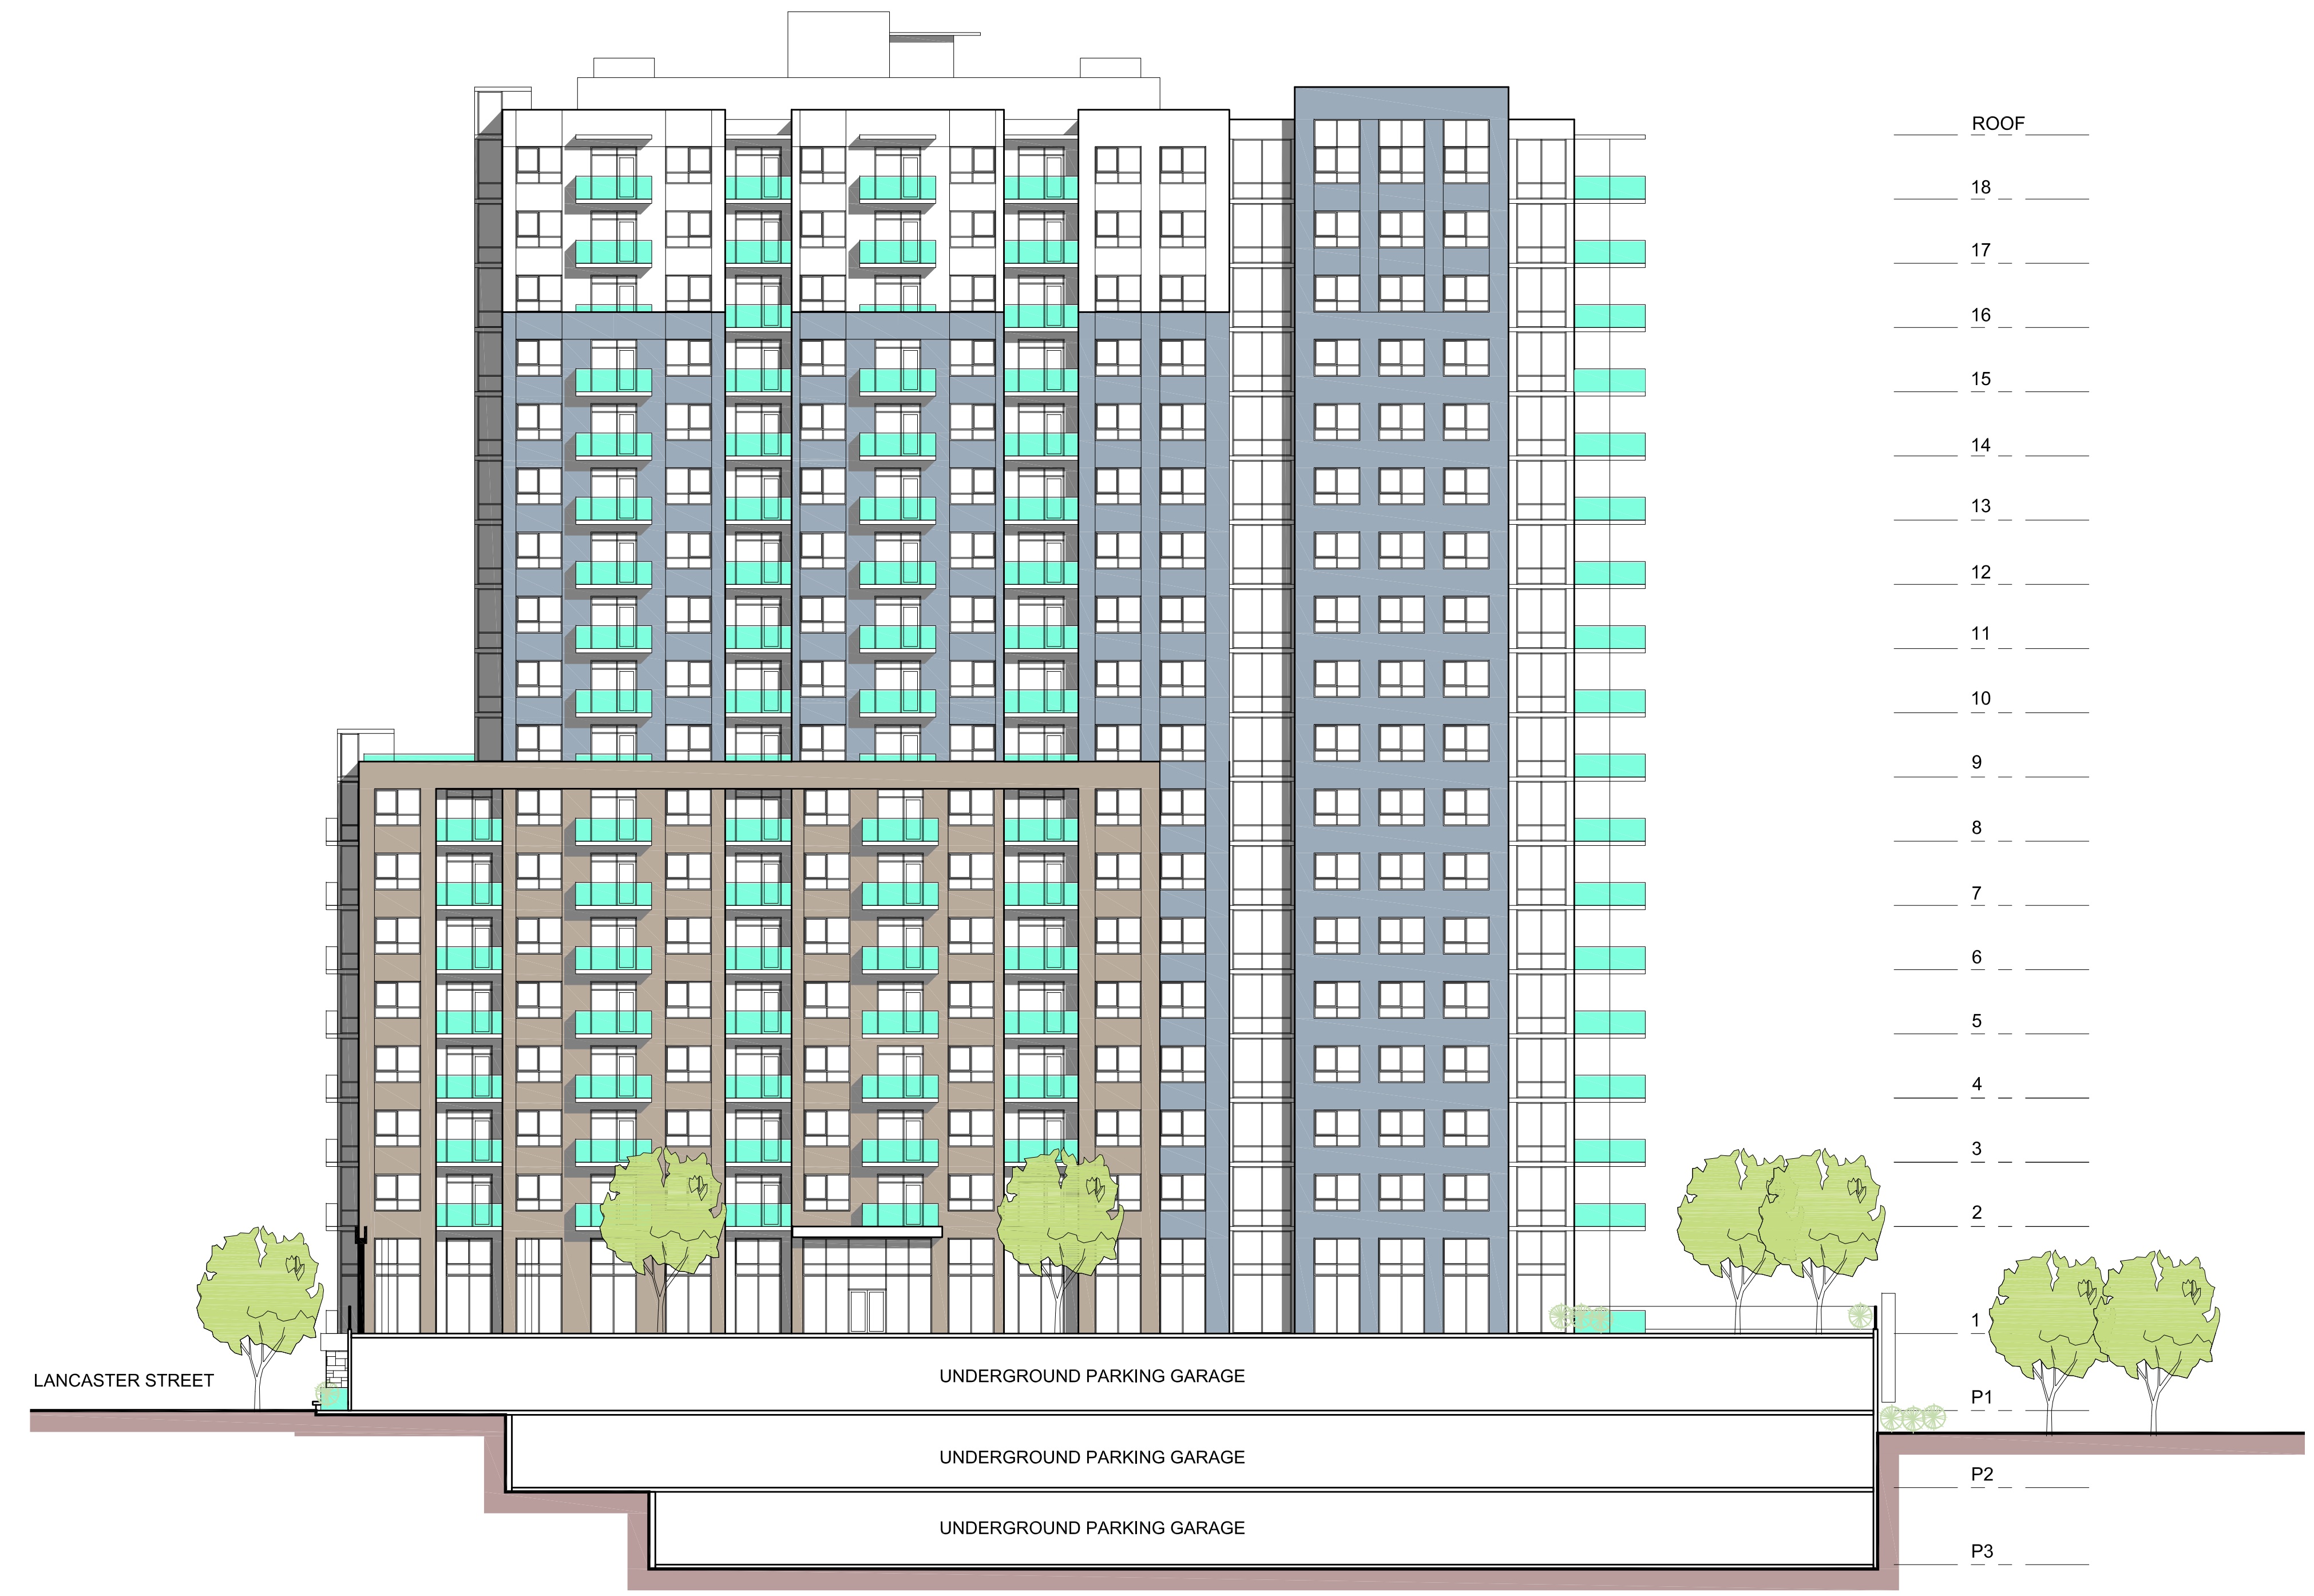 ROOF
18
17
16
15
14
13
12
11
10
9
8
7
6
5
4
3
2
1
LANCASTER STREET
UNDERGROUND PARKING GARAGE
P1
UNDERGROUND PARKING GARAGE
P2
UNDERGROUND PARKING GARAGE
P3